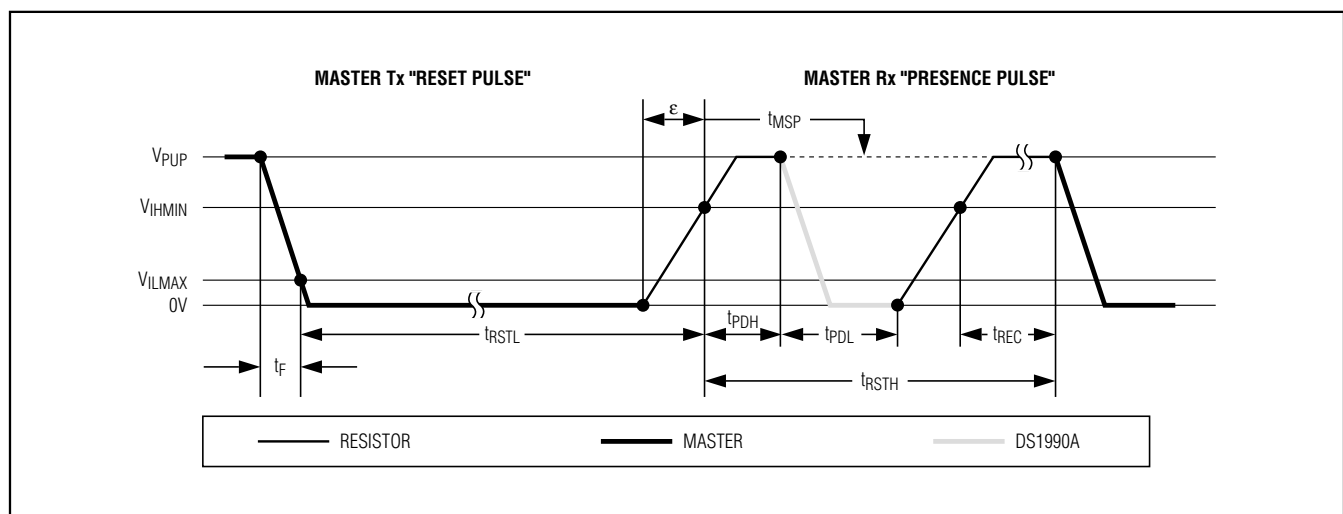 MASTER Tx "RESET PULSE" MASTER Rx "PRESENCE PULSE"
ε tMSP
VPUP
VIHMIN
VILMAX
0V
tRSTL tPDH tPDL tREC
tF tRSTH
RESISTOR MASTER DS1990A